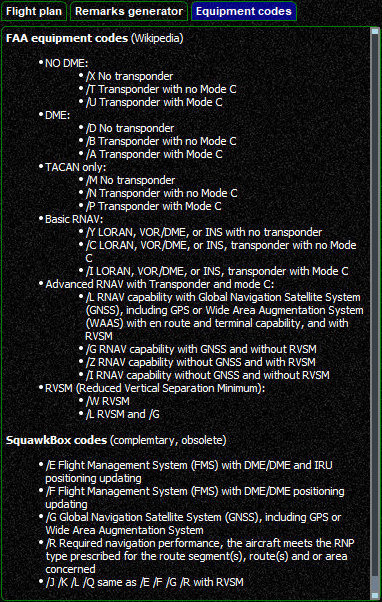 Flight plan Remarks generator Equipment codes
FAA equipment codes (Wikipedia)
• NO DME:
• /X No transponder
• /T Transponder with no Mode C
• /U Transponder with Mode C
• DME:
• /D No transponder
• /B Transponder with no Mode C
• /A Transponder with Mode C
• TACAN only:
• /M No transponder
• /N Transponder with no Mode C
• /P Transponder with Mode C
• Basic RNAV:
• /Y LORAN, VOR/DME, or INS with no transponder
• /C LORAN, VOR/DME, or INS, transponder with no Mode
C
• /I LORAN, VOR/DME, or INS, transponder with Mode C
• Advanced RNAV with Transponder and mode C:
• /L RNAV capability with Global Navigation Satellite System
(GNSS), including GPS or Wide Area Augmentation System
(WAAS) with en route and terminal capability, and with
RVSM
• /G RNAV capability with GNSS and without RVSM
• /Z RNAV capability without GNSS and with RVSM
• /I RNAV capability without GNSS and without RVSM
• RVSM (Reduced Vertical Separation Minimum):
• /W RVSM
• /L RVSM and /G
SquawkBox codes (complemtary, obsolete)
• /E Flight Management System (FMS) with DME/DME and IRU
positioning updating
• /F Flight Management System (FMS) with DME/DME positioning
updating
• /G Global Navigation Satellite System (GNSS), including GPS or
Wide Area Augmentation System
• /R Required navigation performance, the aircraft meets the RNP
type prescribed for the route segment(s), route(s) and or area
concerned
• /J /K /L /Q same as /E /F /G /R with RVSM